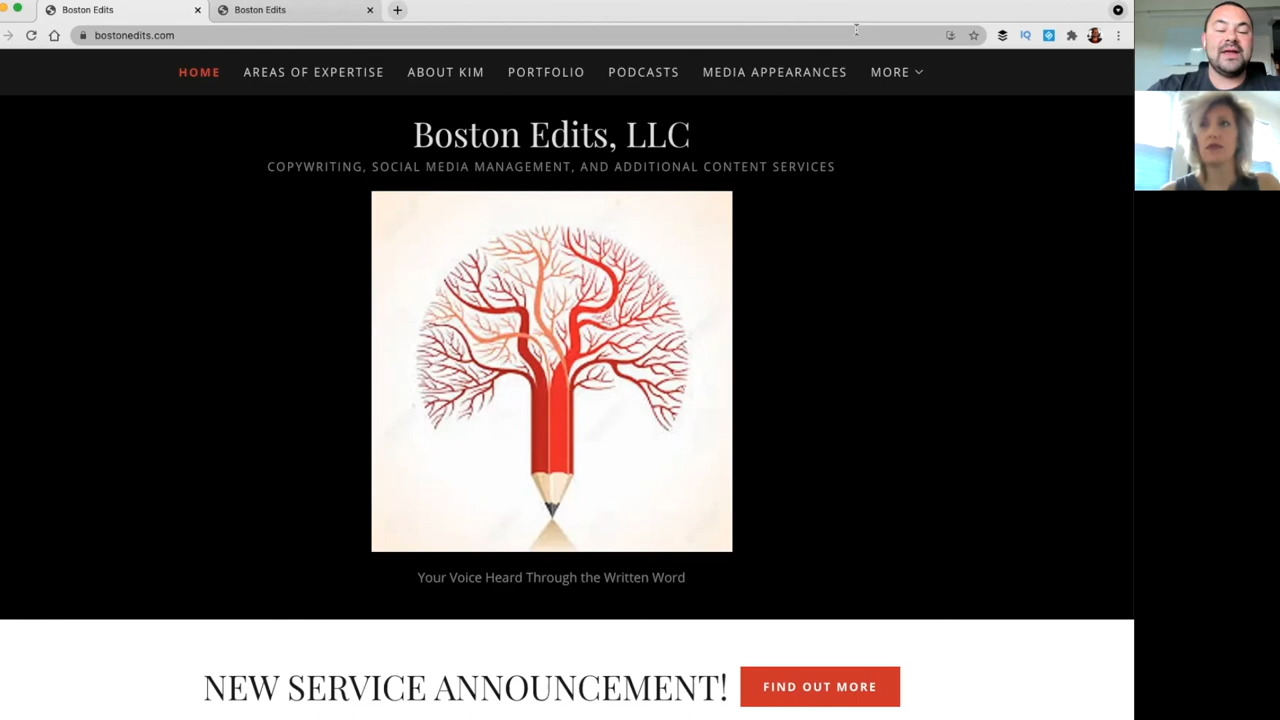 Boston Edits
Boston Edits
bostonedits.com
HOME AREAS OF EXPERTISE ABOUT KIM PORTFOLIO PODCASTS MEDIA APPEARANCES MORE
Boston Edits, LLC
COPYWRITING, SOCIAL MEDIA MANAGEMENT, AND ADDITIONAL CONTENT SERVICES
Your Voice Heard Through the Written Word
NEW SERVICE ANNOUNCEMENT! FIND OUT MORE